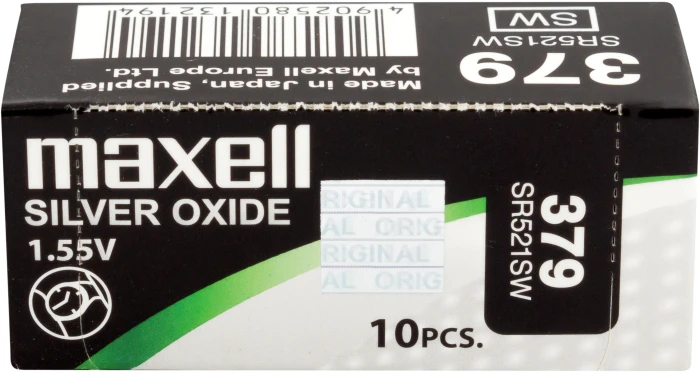 4 902580 132194
Made in Japan, Supplied
by Maxell Europe Ltd.
SW
SR521SW
379
maxell
SILVER OXIDE
1.55V
RIGINAL
AL ORIG
RIGINAL
AL ORIG
379
SR521SW
10PCS.